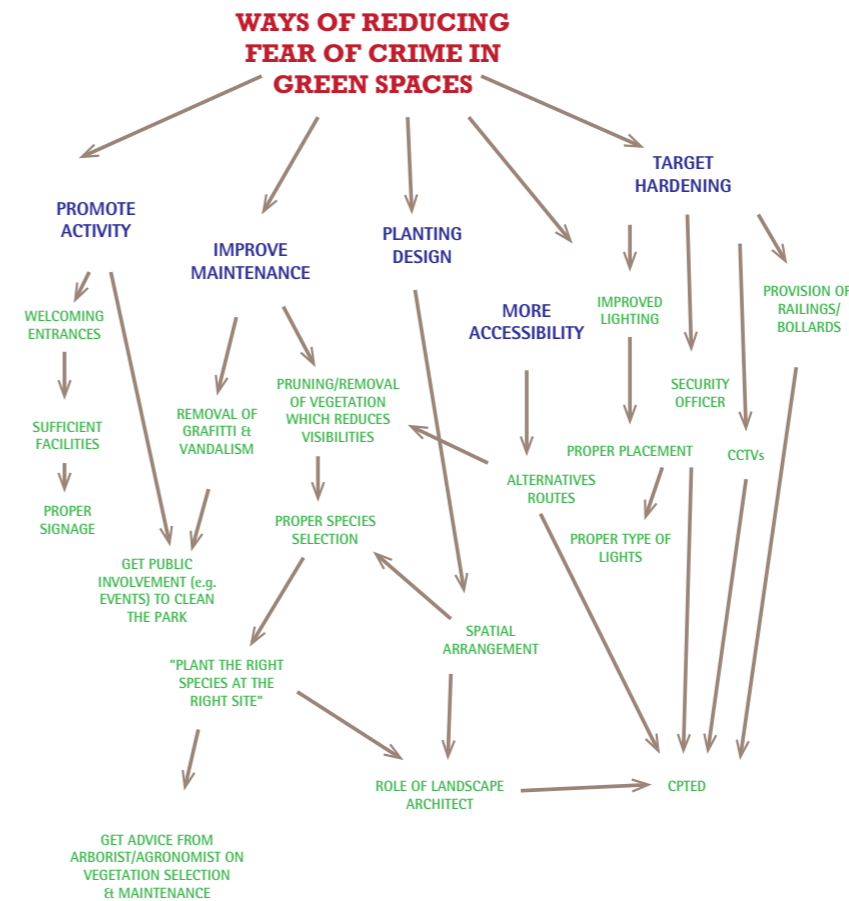 WAYS OF REDUCING
FEAR OF CRIME IN
GREEN SPACES
PROMOTE
ACTIVITY
IMPROVE
MAINTENANCE
PLANTING
DESIGN
MORE
ACCESSIBILITY
TARGET
HARDENING
WELCOMING
ENTRANCES
SUFFICIENT
FACILITIES
PROPER
SIGNAGE
REMOVAL OF
GRAFITTI &
VANDALISM
GET PUBLIC
INVOLVEMENT (e.g.
EVENTS) TO CLEAN
THE PARK
PRUNING/REMOVAL
OF VEGETATION
WHICH REDUCES
VISIBILITIES
PROPER SPECIES
SELECTION
"PLANT THE RIGHT
SPECIES AT THE
RIGHT SITE"
GET ADVICE FROM
ARBORIST/AGRONOMIST ON
VEGETATION SELECTION
& MAINTENANCE
SPATIAL
ARRANGEMENT
ROLE OF LANDSCAPE
ARCHITECT
ALTERNATIVES
ROUTES
IMPROVED
LIGHTING
PROPER PLACEMENT
PROPER TYPE OF
LIGHTS
SECURITY
OFFICER
CCTVs
PROVISION OF
RAILINGS/
BOLLARDS
CPTED